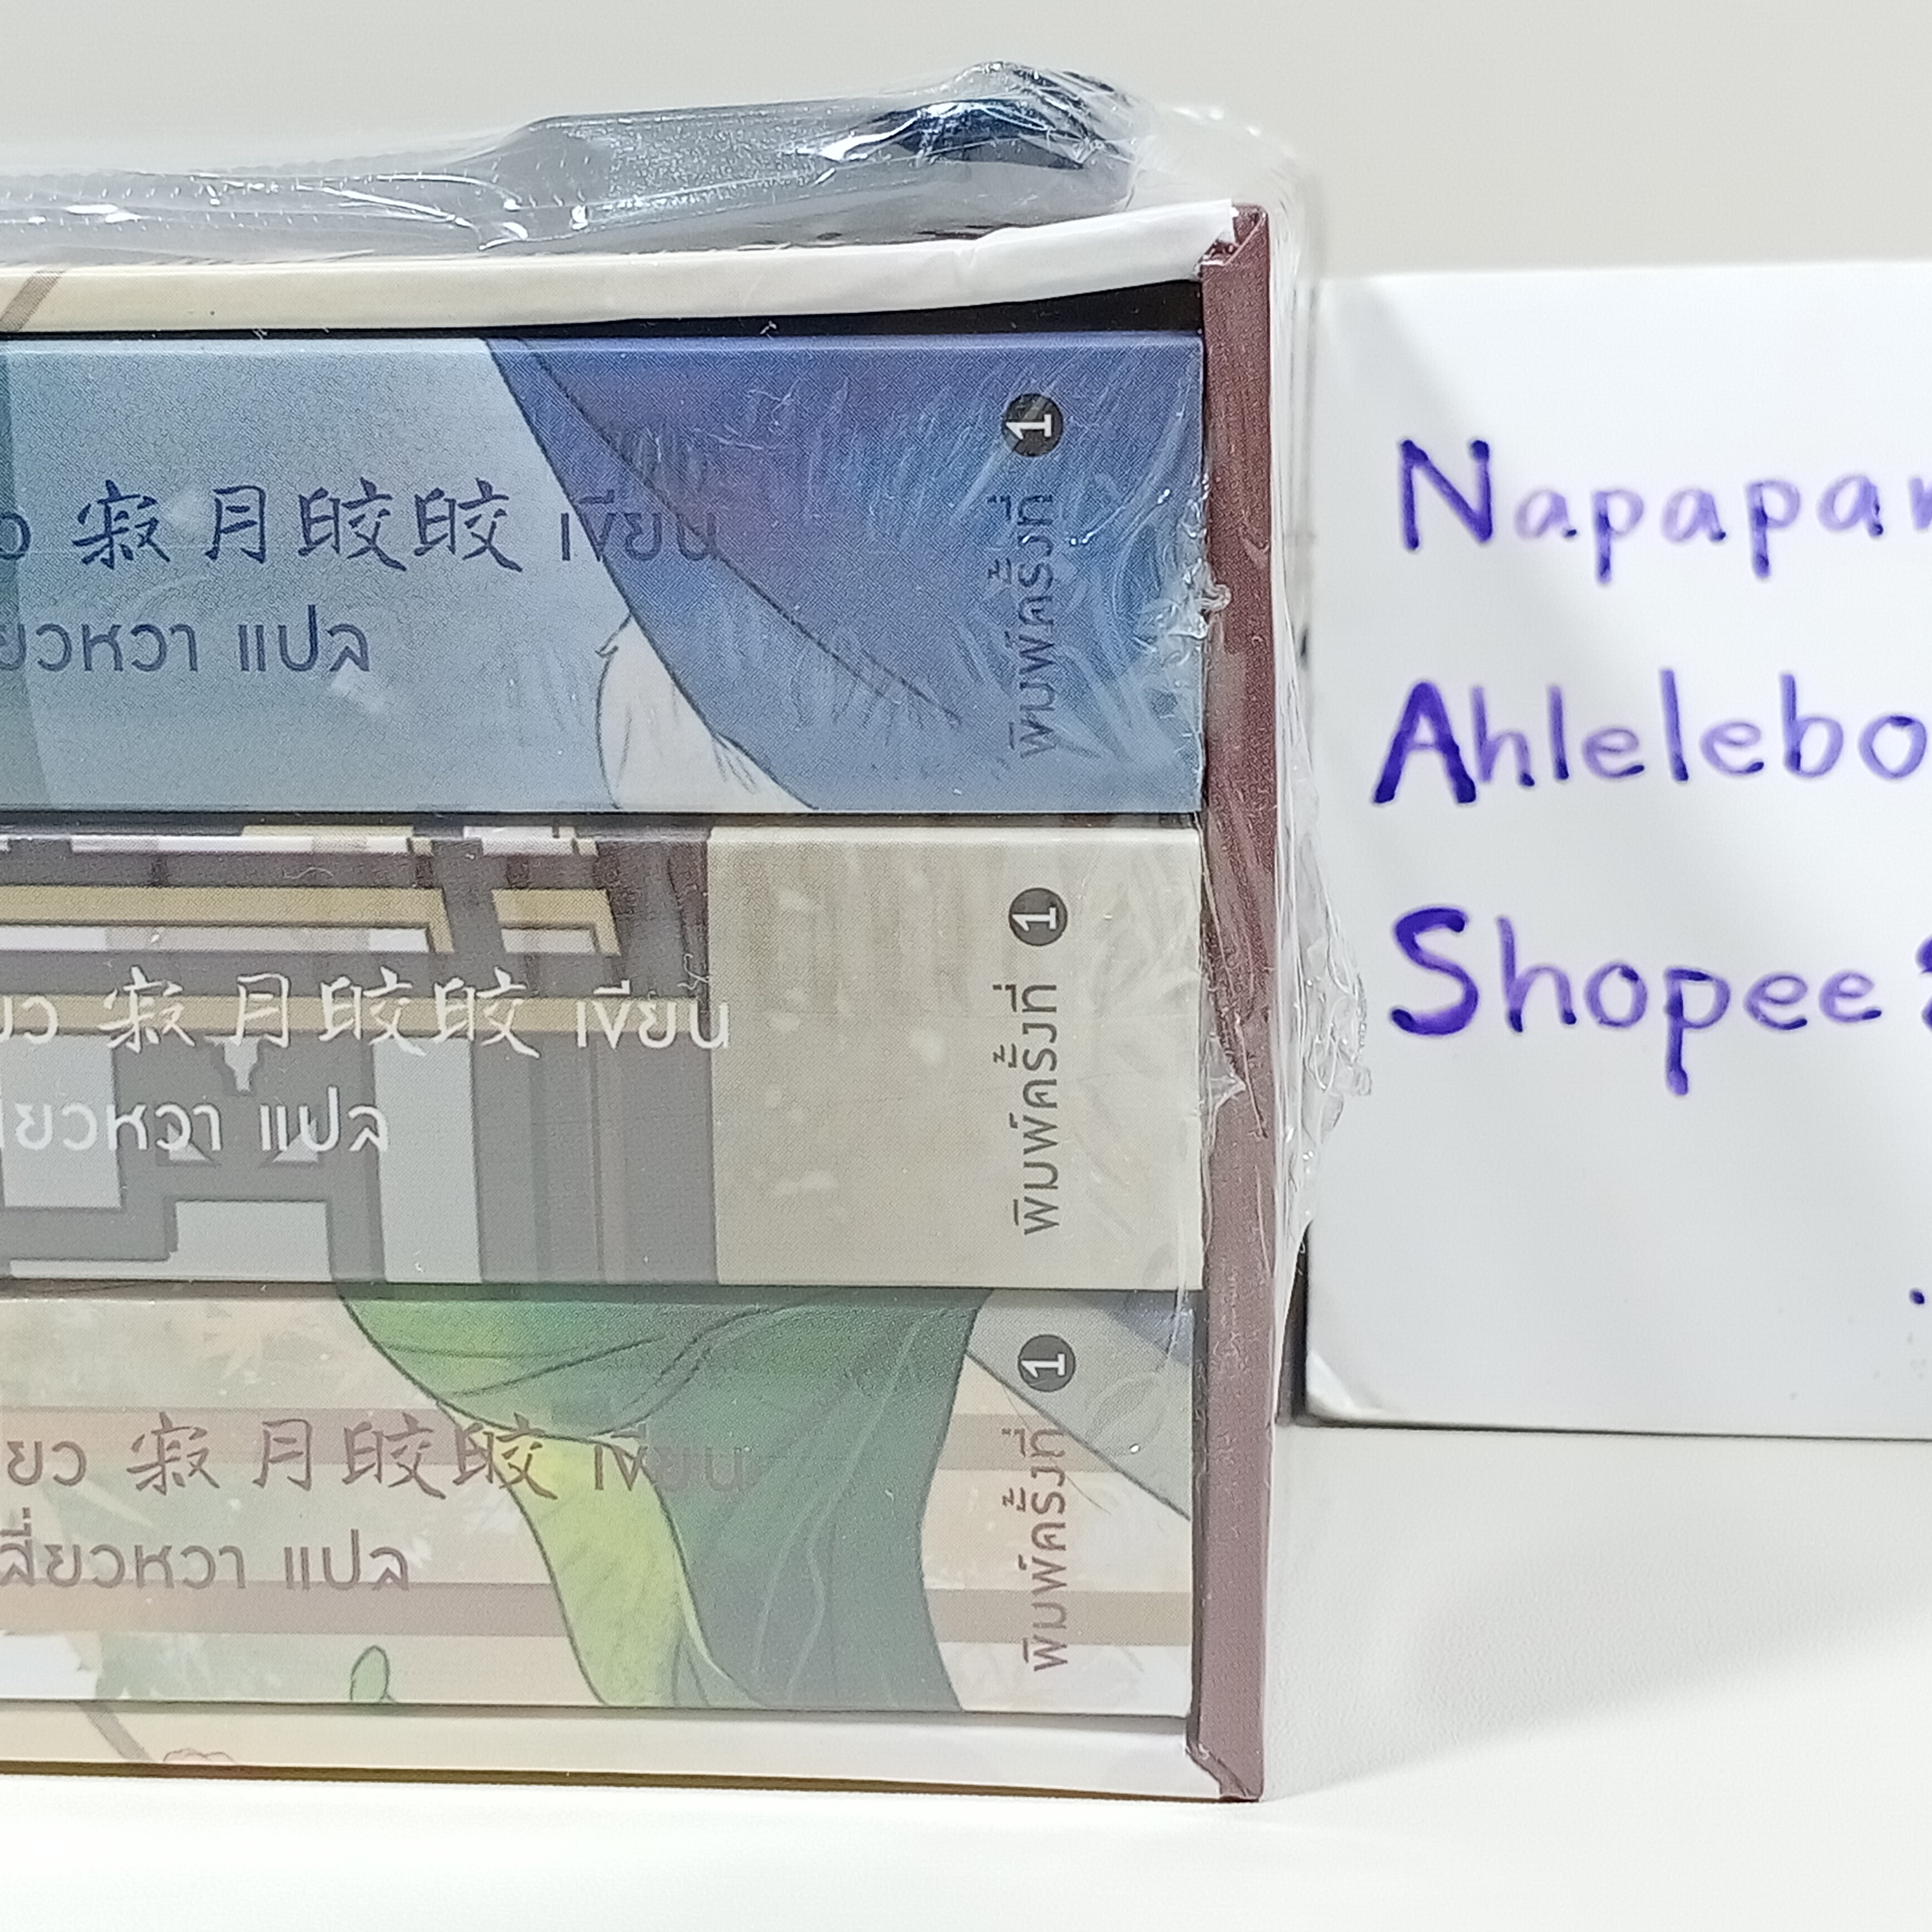 ว 寂月皎皎 เขียน
ยวหวา แปล
พิมพ์ครั้งที่ 1
ยว 寂月皎皎 เขียน
ยวหวา แปล
พิมพ์ครั้งที่ 1
ยว 寂月皎皎 เขียน
สี่ยวหวา แปล
พิมพ์ครั้งที่ 1
Napapar
Ahlelebo
Shopee